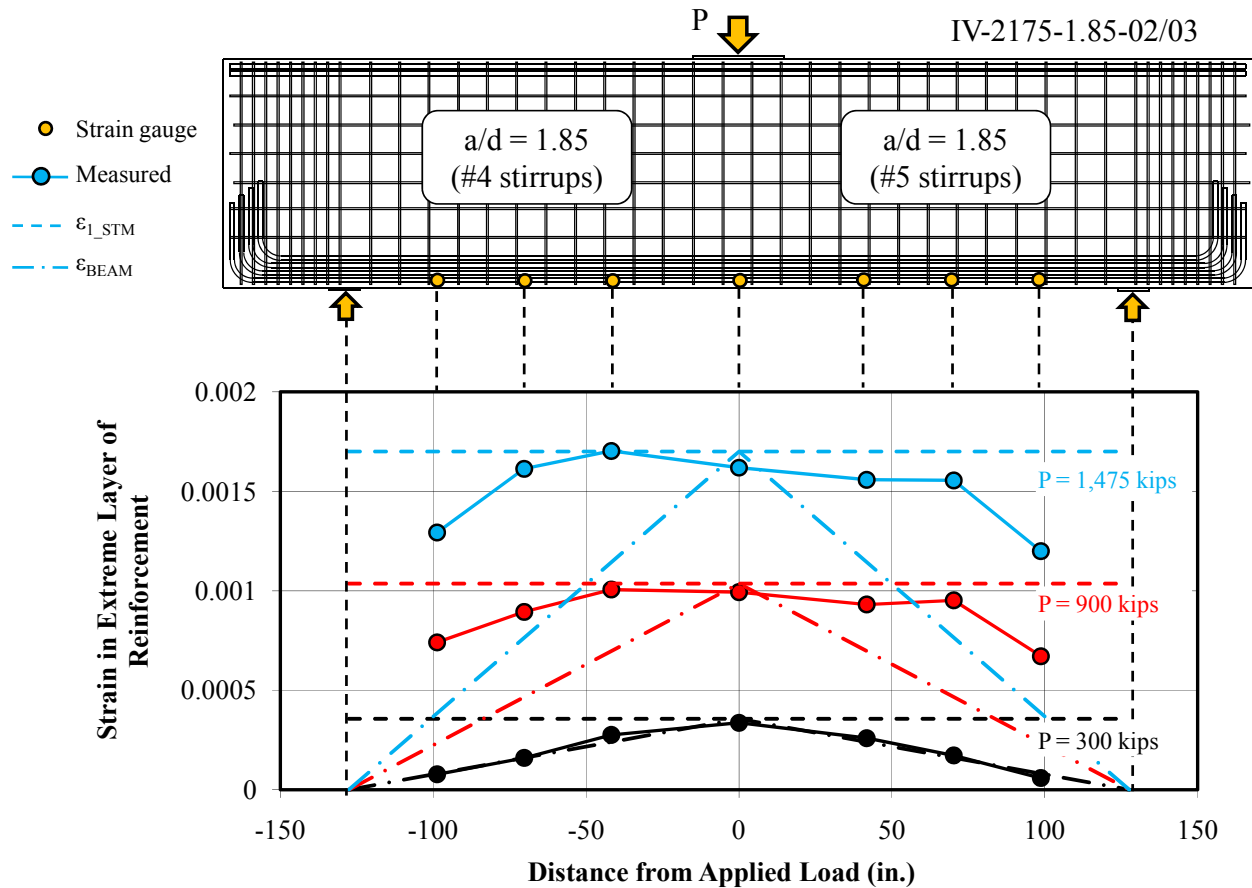 P
IV-2175-1.85-02/03
Strain gauge
Measured
ε1_STM
εBEAM
a/d = 1.85
(#4 stirrups)
a/d = 1.85
(#5 stirrups)
0.002
0.0015
0.001
0.0005
0
Strain in Extreme Layer of
Reinforcement
P = 1,475 kips
P = 900 kips
P = 300 kips
-150
-100
-50
0
50
100
150
Distance from Applied Load (in.)